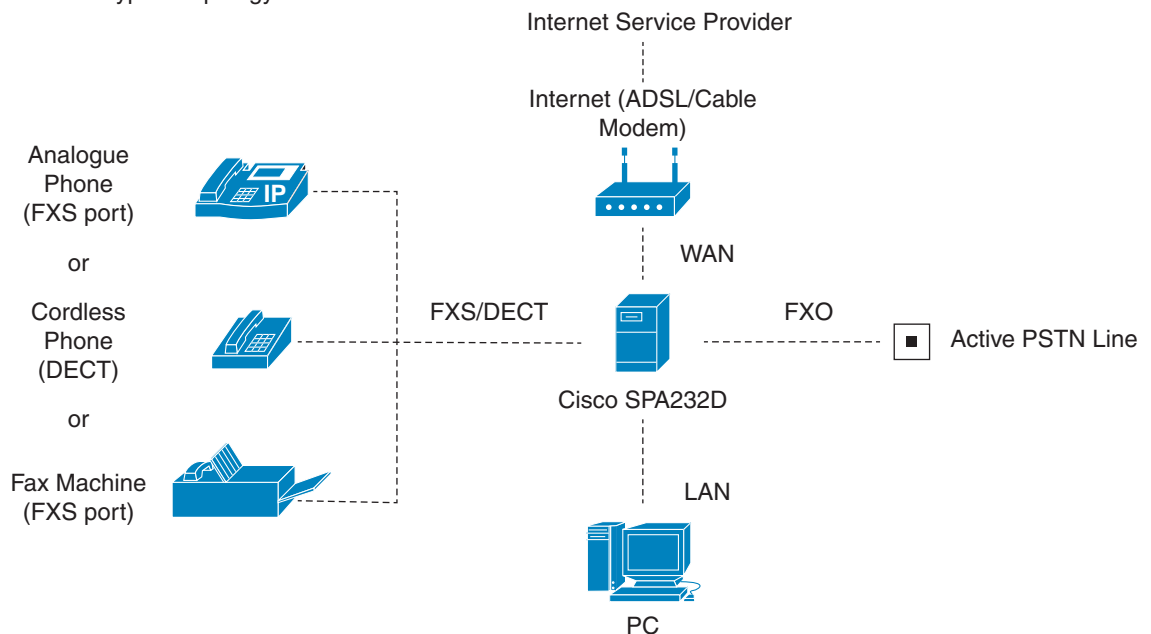 Internet Service Provider
Internet (ADSL/Cable
Modem)
Analogue
Phone
(FXS port)
IP
or
WAN
Cordless
Phone
(DECT)
FXS/DECT
FXO
Active PSTN Line
Cisco SPA232D
or
Fax Machine
(FXS port)
LAN
PC